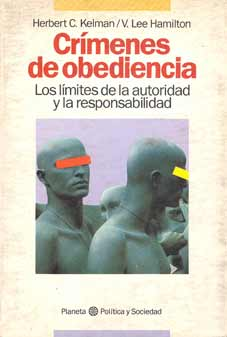 Herbert C. Kelman / V. Lee Hamilton
Crímenes
de obediencia
Los límites de la autoridad
y la responsabilidad
Planeta Política y Sociedad